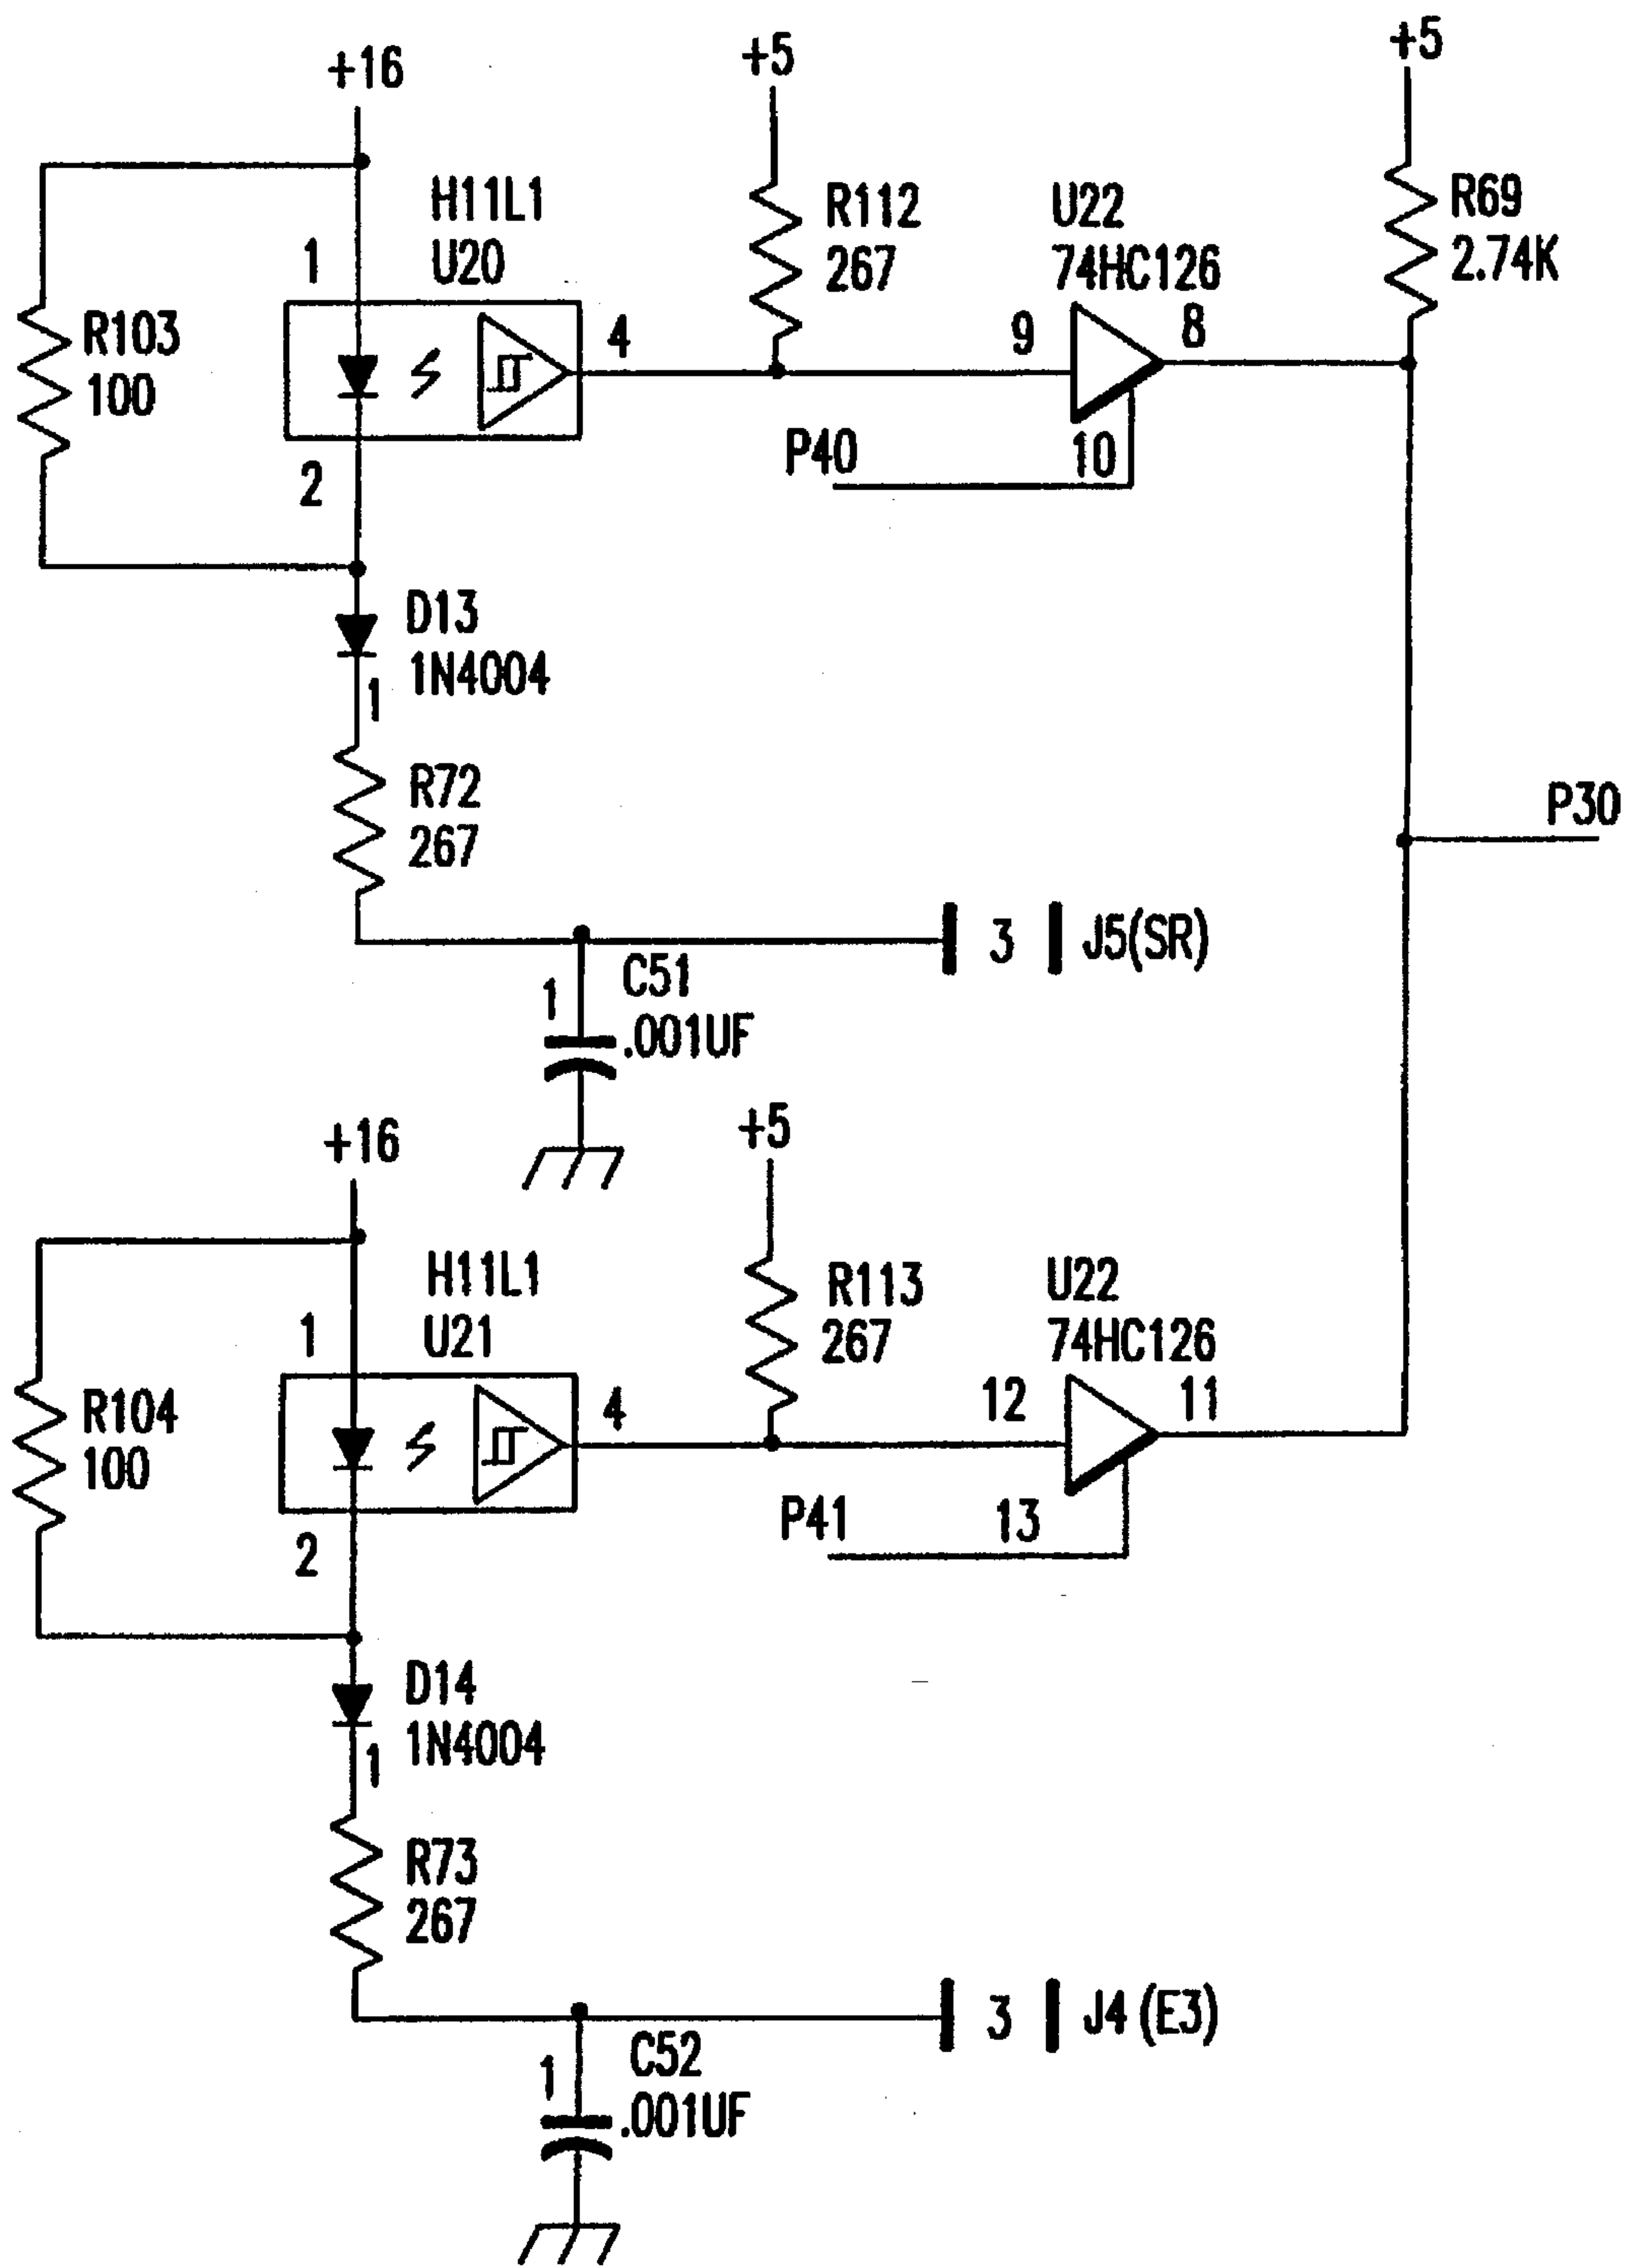 +16
+5
+5
H11L1
U20
1
R103
100
4
2
R112
267
U22
74HC126
9
8
R69
2.74K
P40
10
D13
1N4004
1
R72
267
P30
3
J5(SR)
C51
1
.001UF
+16
+5
H11L1
U21
1
R104
100
4
2
R113
267
U22
74HC126
12
11
P41
13
D14
1N4004
1
R73
267
3
J4(E3)
C52
1
.001UF